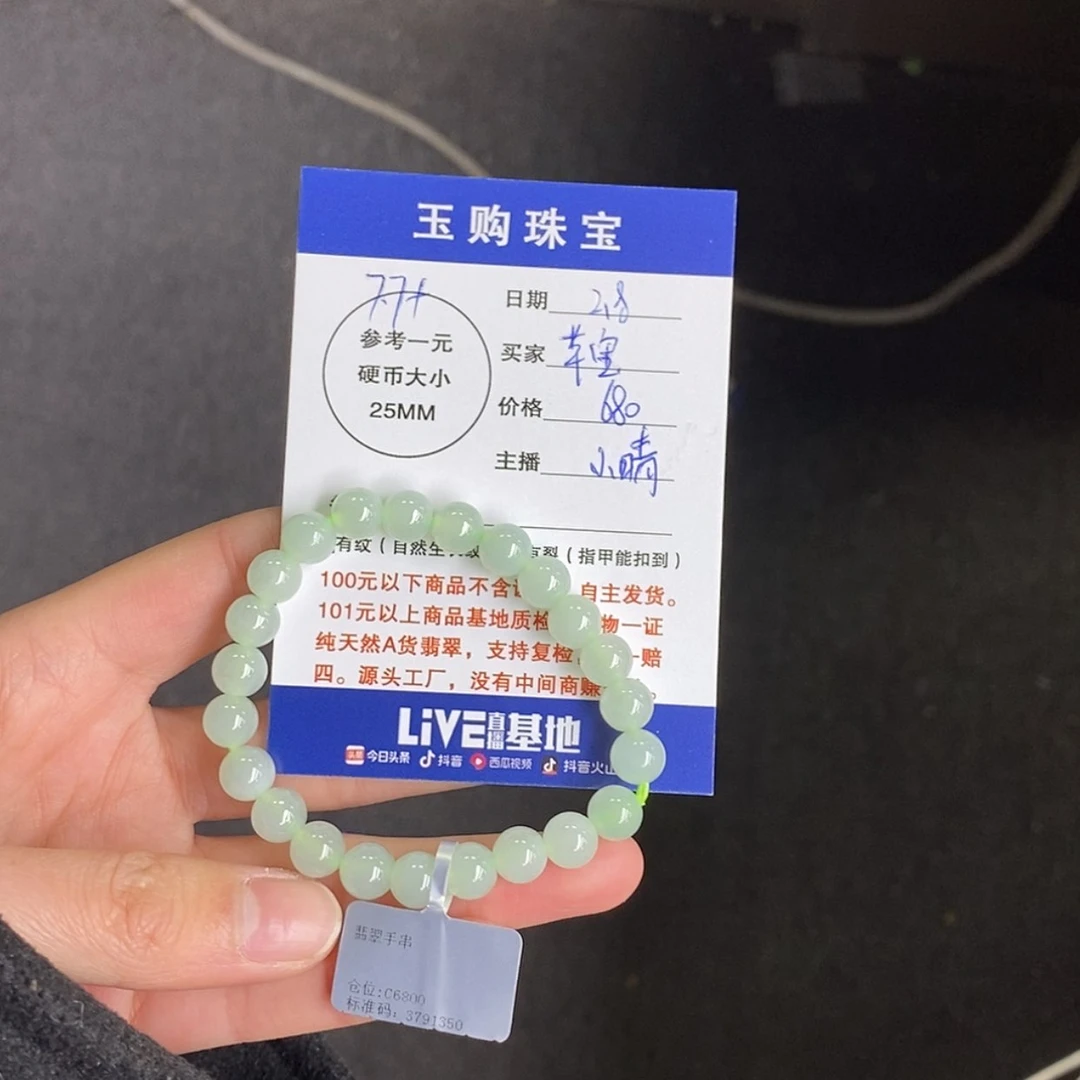 玉购珠宝
7.7+
参考一元
硬币大小
25MM
日期 2.8
买家
价格 680
主播 小晴
有纹（自然生 有裂（指甲能扣到）
100元以下商品不含 自主发货。
101元以上商品基地质检 物一证
纯天然A货翡翠，支持复检 一赔
四。源头工厂，没有中间商赚
LiVE直播基地
头条 今日头条 抖音 西瓜视频 抖音火山
翡翠手串
仓位:C6800
标准码: 3791350